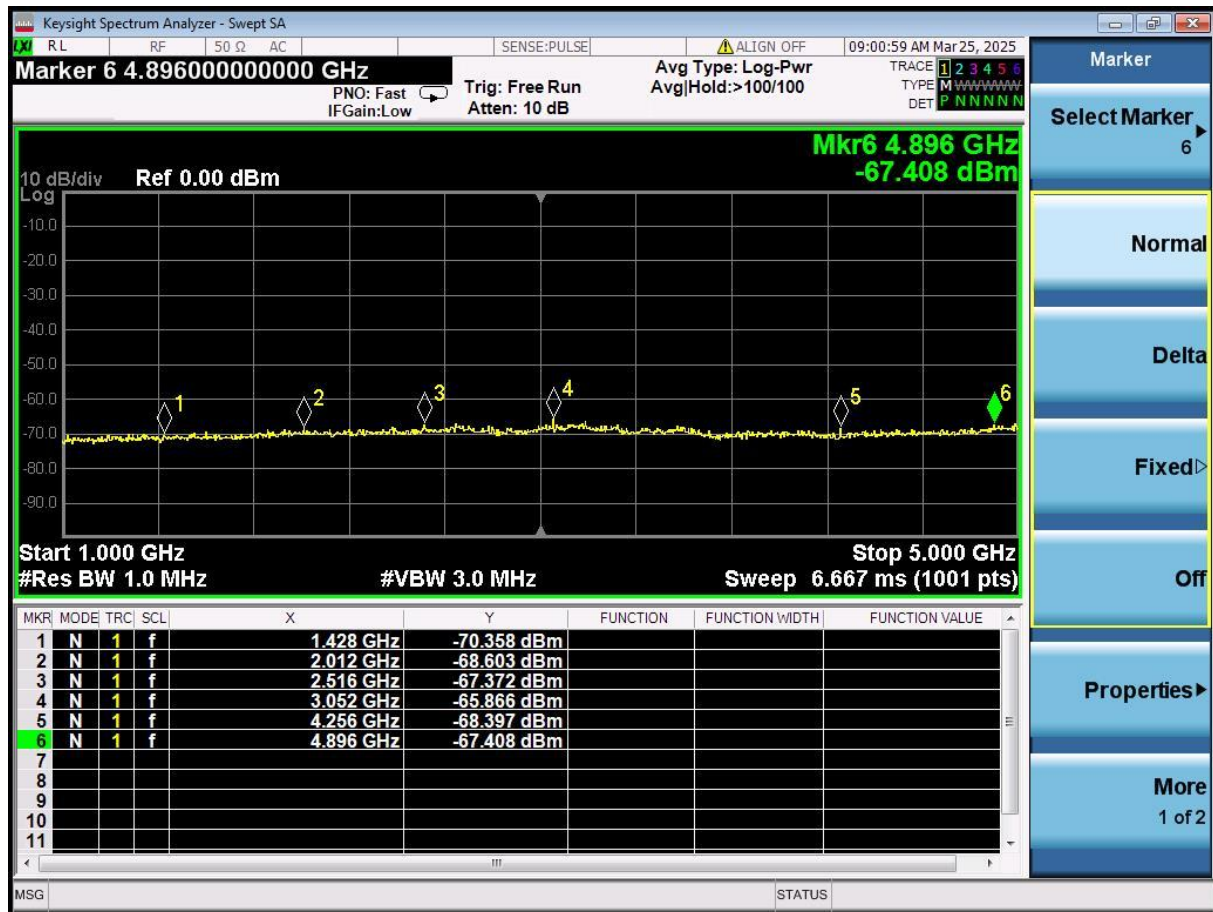 Keysight Spectrum Analyzer - Swept SA
LXI RL RF 50 Ω AC SENSE:PULSE ALIGN OFF 09:00:59 AM Mar 25, 2025
Marker 6 4.896000000000 GHz
PNO: Fast
IFGain:Low
Trig: Free Run
Atten: 10 dB
Avg Type: Log-Pwr
Avg|Hold:>100/100
TRACE 1 2 3 4 5 6
TYPE M WWWWW
DET P N N N N N
Mkr6 4.896 GHz
-67.408 dBm
10 dB/div Ref 0.00 dBm
Log
-10.0
-20.0
-30.0
-40.0
-50.0
-60.0
-70.0
-80.0
-90.0
1
2
3
4
5
6
Start 1.000 GHz Stop 5.000 GHz
#Res BW 1.0 MHz #VBW 3.0 MHz Sweep 6.667 ms (1001 pts)
MKR MODE TRC SCL X Y FUNCTION FUNCTION WIDTH FUNCTION VALUE
1 N 1 f 1.428 GHz -70.358 dBm
2 N 1 f 2.012 GHz -68.603 dBm
3 N 1 f 2.516 GHz -67.372 dBm
4 N 1 f 3.052 GHz -65.866 dBm
5 N 1 f 4.256 GHz -68.397 dBm
6 N 1 f 4.896 GHz -67.408 dBm
7
8
9
10
11
MSG STATUS
Marker
Select Marker
6
Normal
Delta
Fixed
Off
Properties
More
1 of 2